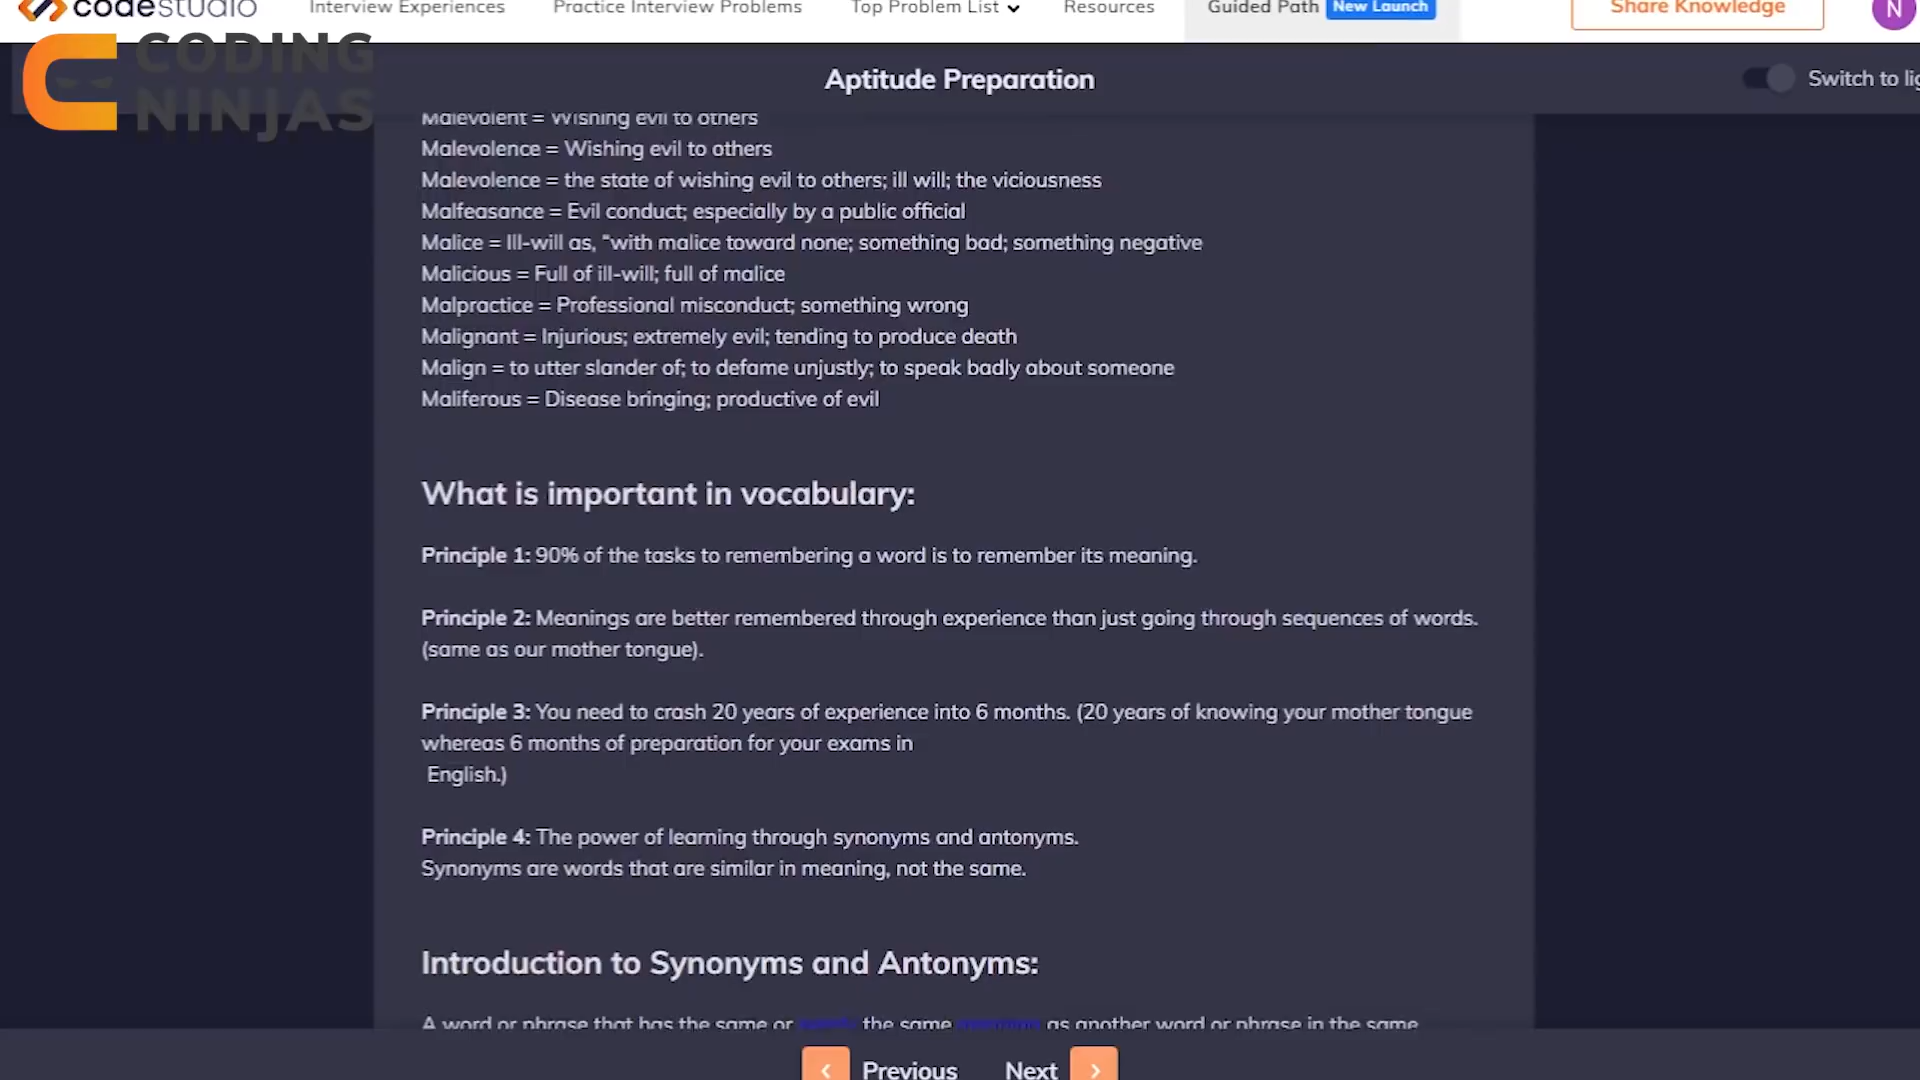 codestudio
Interview Experiences Practice Interview Problems Top Problem List Resources Guided Path New Launch Share Knowledge N
CODING
NINJAS
Aptitude Preparation
Switch to lig
Malevolent = Wishing evil to others
Malevolence = Wishing evil to others
Malevolence = the state of wishing evil to others; ill will; the viciousness
Malfeasance = Evil conduct; especially by a public official
Malice = Ill-will as, “with malice toward none; something bad; something negative
Malicious = Full of ill-will; full of malice
Malpractice = Professional misconduct; something wrong
Malignant = Injurious; extremely evil; tending to produce death
Malign = to utter slander of; to defame unjustly; to speak badly about someone
Maliferous = Disease bringing; productive of evil
What is important in vocabulary:
Principle 1: 90% of the tasks to remembering a word is to remember its meaning.
Principle 2: Meanings are better remembered through experience than just going through sequences of words.
(same as our mother tongue).
Principle 3: You need to crash 20 years of experience into 6 months. (20 years of knowing your mother tongue
whereas 6 months of preparation for your exams in
English.)
Principle 4: The power of learning through synonyms and antonyms.
Synonyms are words that are similar in meaning, not the same.
Introduction to Synonyms and Antonyms:
A word or phrase that has the same or the same as another word or phrase in the same
Previous Next